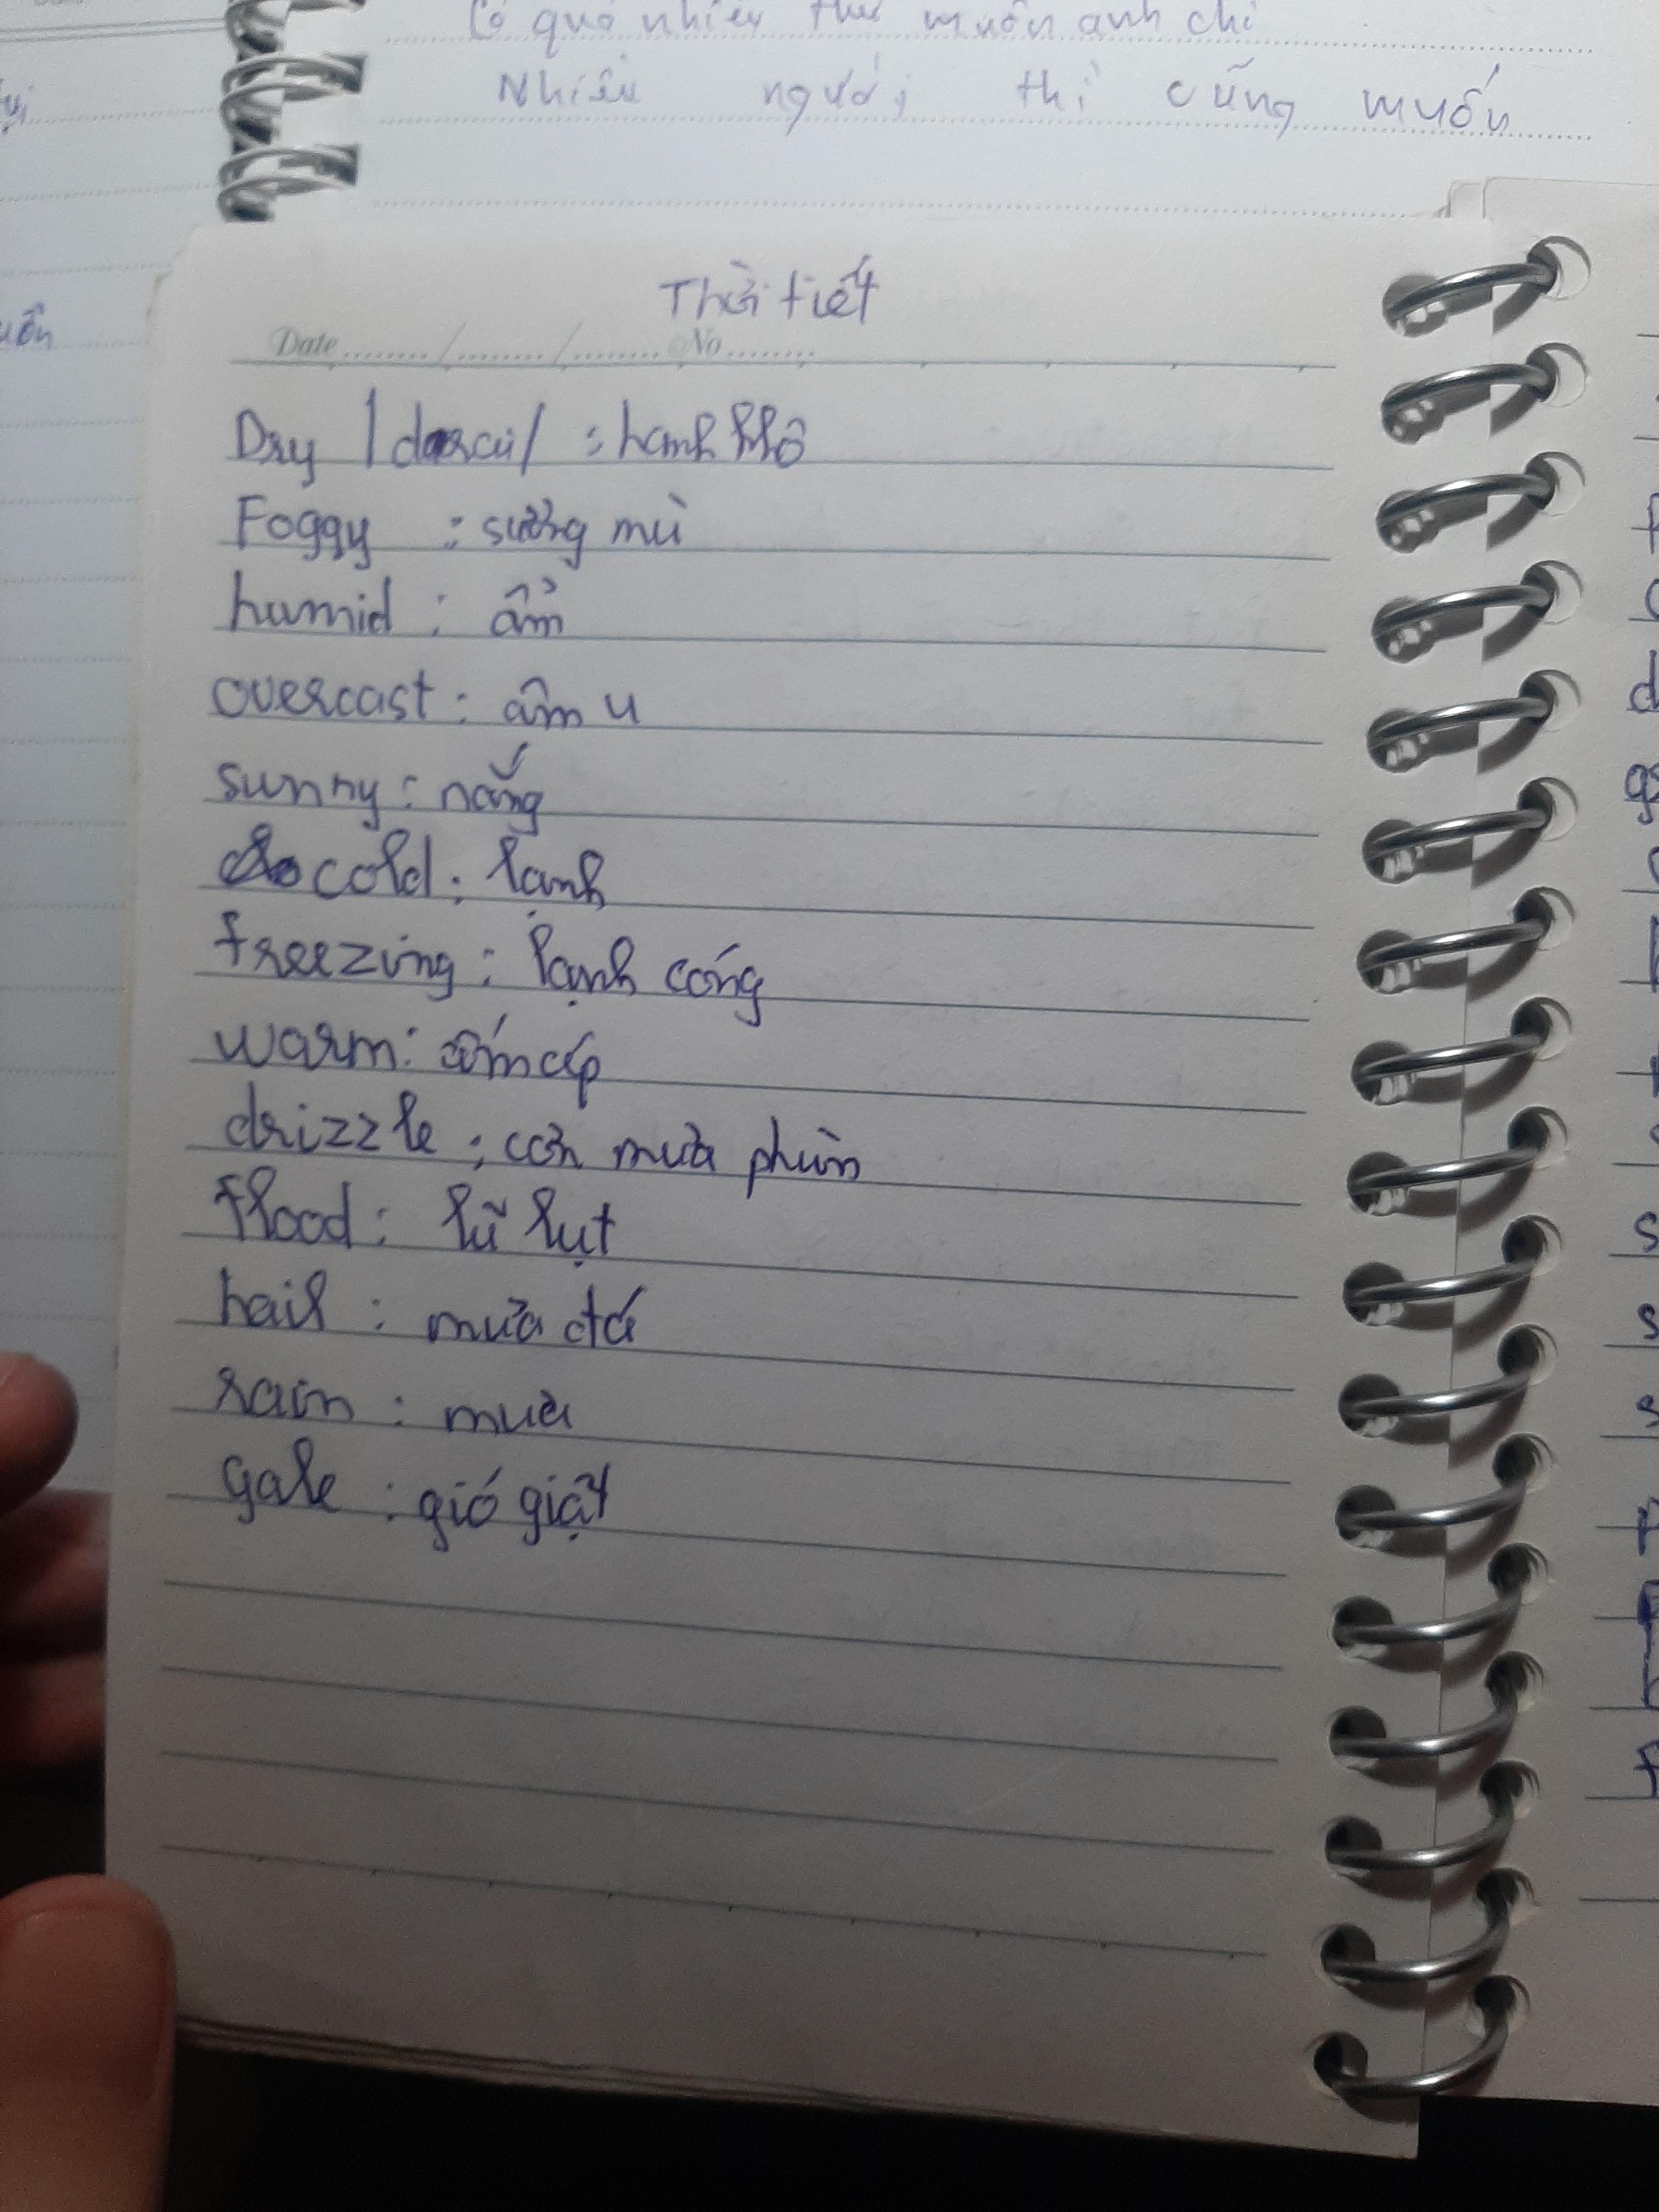 Có quá nhiều thứ muốn anh chỉ
Nhiều người thì cũng muốn
Thời tiết
Date ......../......../........ No ........
Dry /drai/ : hanh khô
Foggy : sương mù
humid : ẩm
overcast : âm u
sunny : nắng
cold : lạnh
freezing : lạnh cóng
warm : ấm áp
drizzle : cơn mưa phùn
flood : lũ lụt
hail : mưa đá
rain : mưa
gale : gió giật